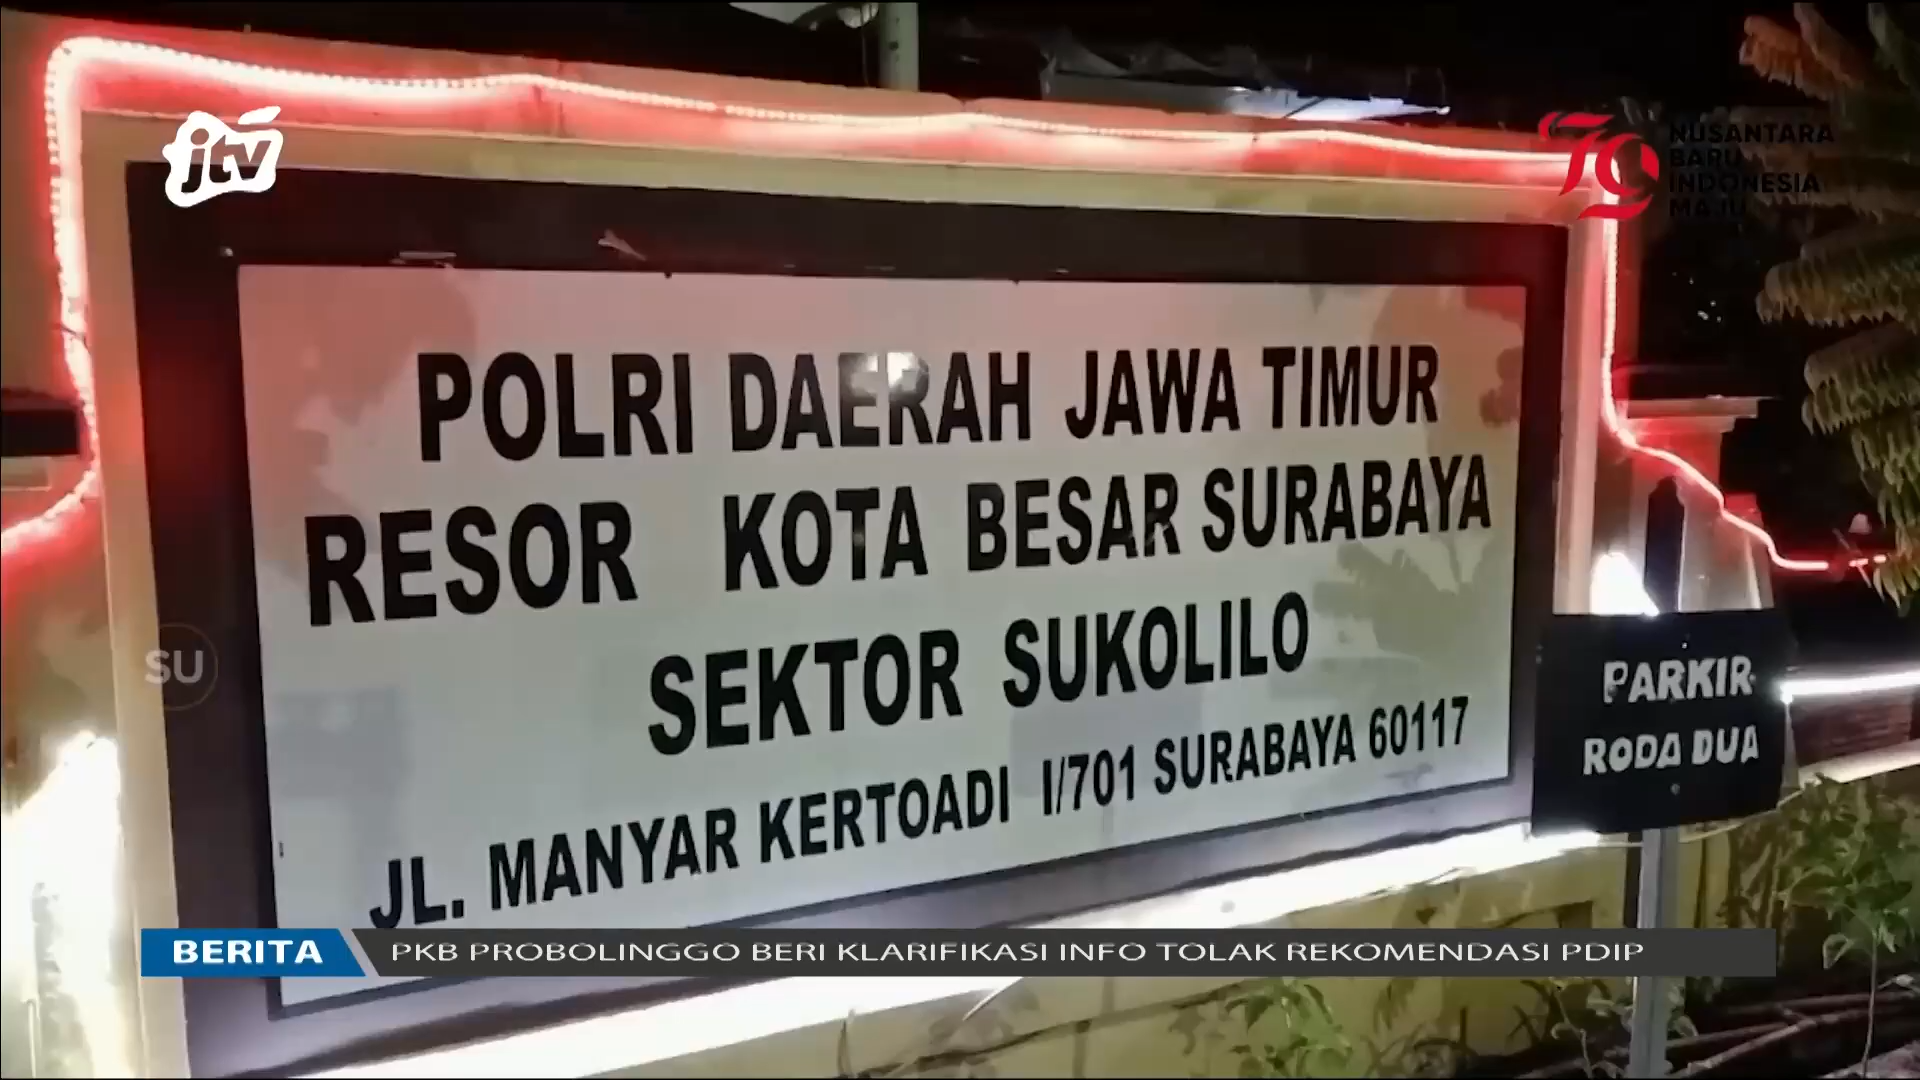 jtv
79 NUSANTARA
BARU
INDONESIA
MAJU
POLRI DAERAH JAWA TIMUR
RESOR KOTA BESAR SURABAYA
SEKTOR SUKOLILO
JL. MANYAR KERTOADI I/701 SURABAYA 60117
SU
PARKIR
RODA DUA
BERITA PKB PROBOLINGGO BERI KLARIFIKASI INFO TOLAK REKOMENDASI PDIP